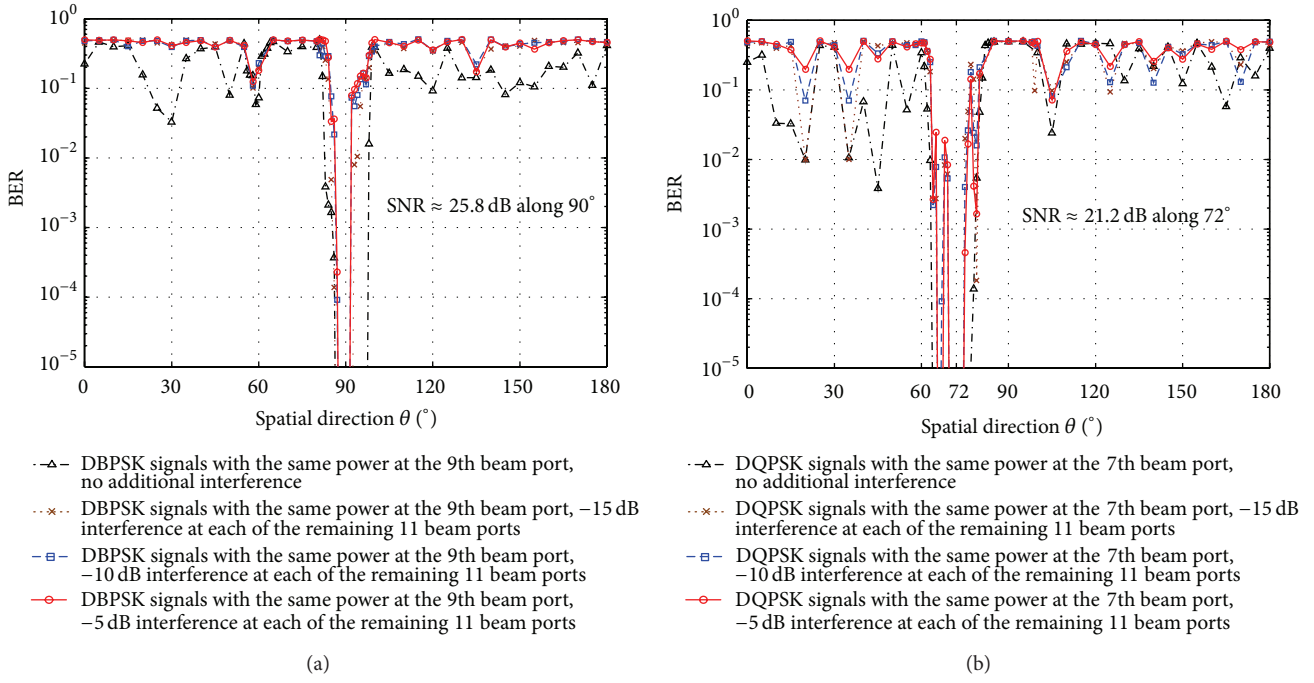 10⁰
10⁻¹
10⁻²
10⁻³
10⁻⁴
10⁻⁵
BER
SNR ≈ 25.8 dB along 90°
0 30 60 90 120 150 180
Spatial direction θ (°)
DBPSK signals with the same power at the 9th beam port,
no additional interference
DBPSK signals with the same power at the 9th beam port, −15 dB
interference at each of the remaining 11 beam ports
DBPSK signals with the same power at the 9th beam port,
−10 dB interference at each of the remaining 11 beam ports
DBPSK signals with the same power at the 9th beam port,
−5 dB interference at each of the remaining 11 beam ports
(a)
10⁰
10⁻¹
10⁻²
10⁻³
10⁻⁴
10⁻⁵
BER
SNR ≈ 21.2 dB along 72°
0 30 60 72 90 120 150 180
Spatial direction θ (°)
DQPSK signals with the same power at the 7th beam port,
no additional interference
DQPSK signals with the same power at the 7th beam port, −15 dB
interference at each of the remaining 11 beam ports
DQPSK signals with the same power at the 7th beam port,
−10 dB interference at each of the remaining 11 beam ports
DQPSK signals with the same power at the 7th beam port,
−5 dB interference at each of the remaining 11 beam ports
(b)